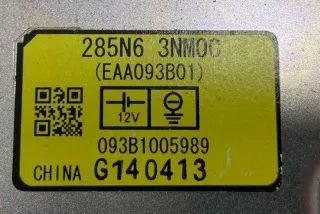 285N6 3NM0C
(EAA093B01)
12V
093B1005989
CHINA G140413